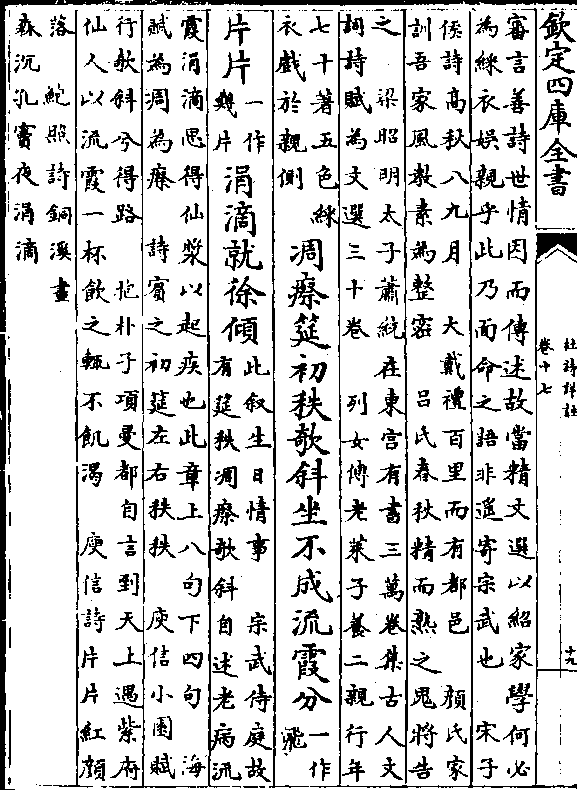 欽定四庫全書
杜詩詳註
卷十七
十九
審言善詩世情因而傳述故當精文選以紹家學何必
為綵衣娛親乎此乃面命之語非遥寄宗武也 宋子
侯詩高秋八九月 大戴禮百里而有都邑 顔氏家
訓吾家風教素為整密 吕氏春秋精而熟之鬼將告
之 梁昭明太子蕭統在東宫有書三萬卷集古人文
詞詩賦為文選三十卷 列女傳老萊子養二親行年
七十著五色綵
衣戲於親側
凋瘵筵初秩欹斜坐不成流霞分
一作
飛
片片
一作
幾片
涓滴就徐傾
此叙生日情事 宗武侍庭故
有筵秩凋瘵欹斜自述老病流
霞涓滴思得仙漿以起疾也此章上八句下四句 海
賦為凋為瘵 詩賓之初筵左右秩秩 庾信小園賦
行欹斜兮得路 抱朴子項曼都自言到天上遇紫府
仙人以流霞一杯飲之輒不飢渴 庾信詩片片紅顔
落 鮑照詩銅溪晝
森沉乳竇夜涓滴